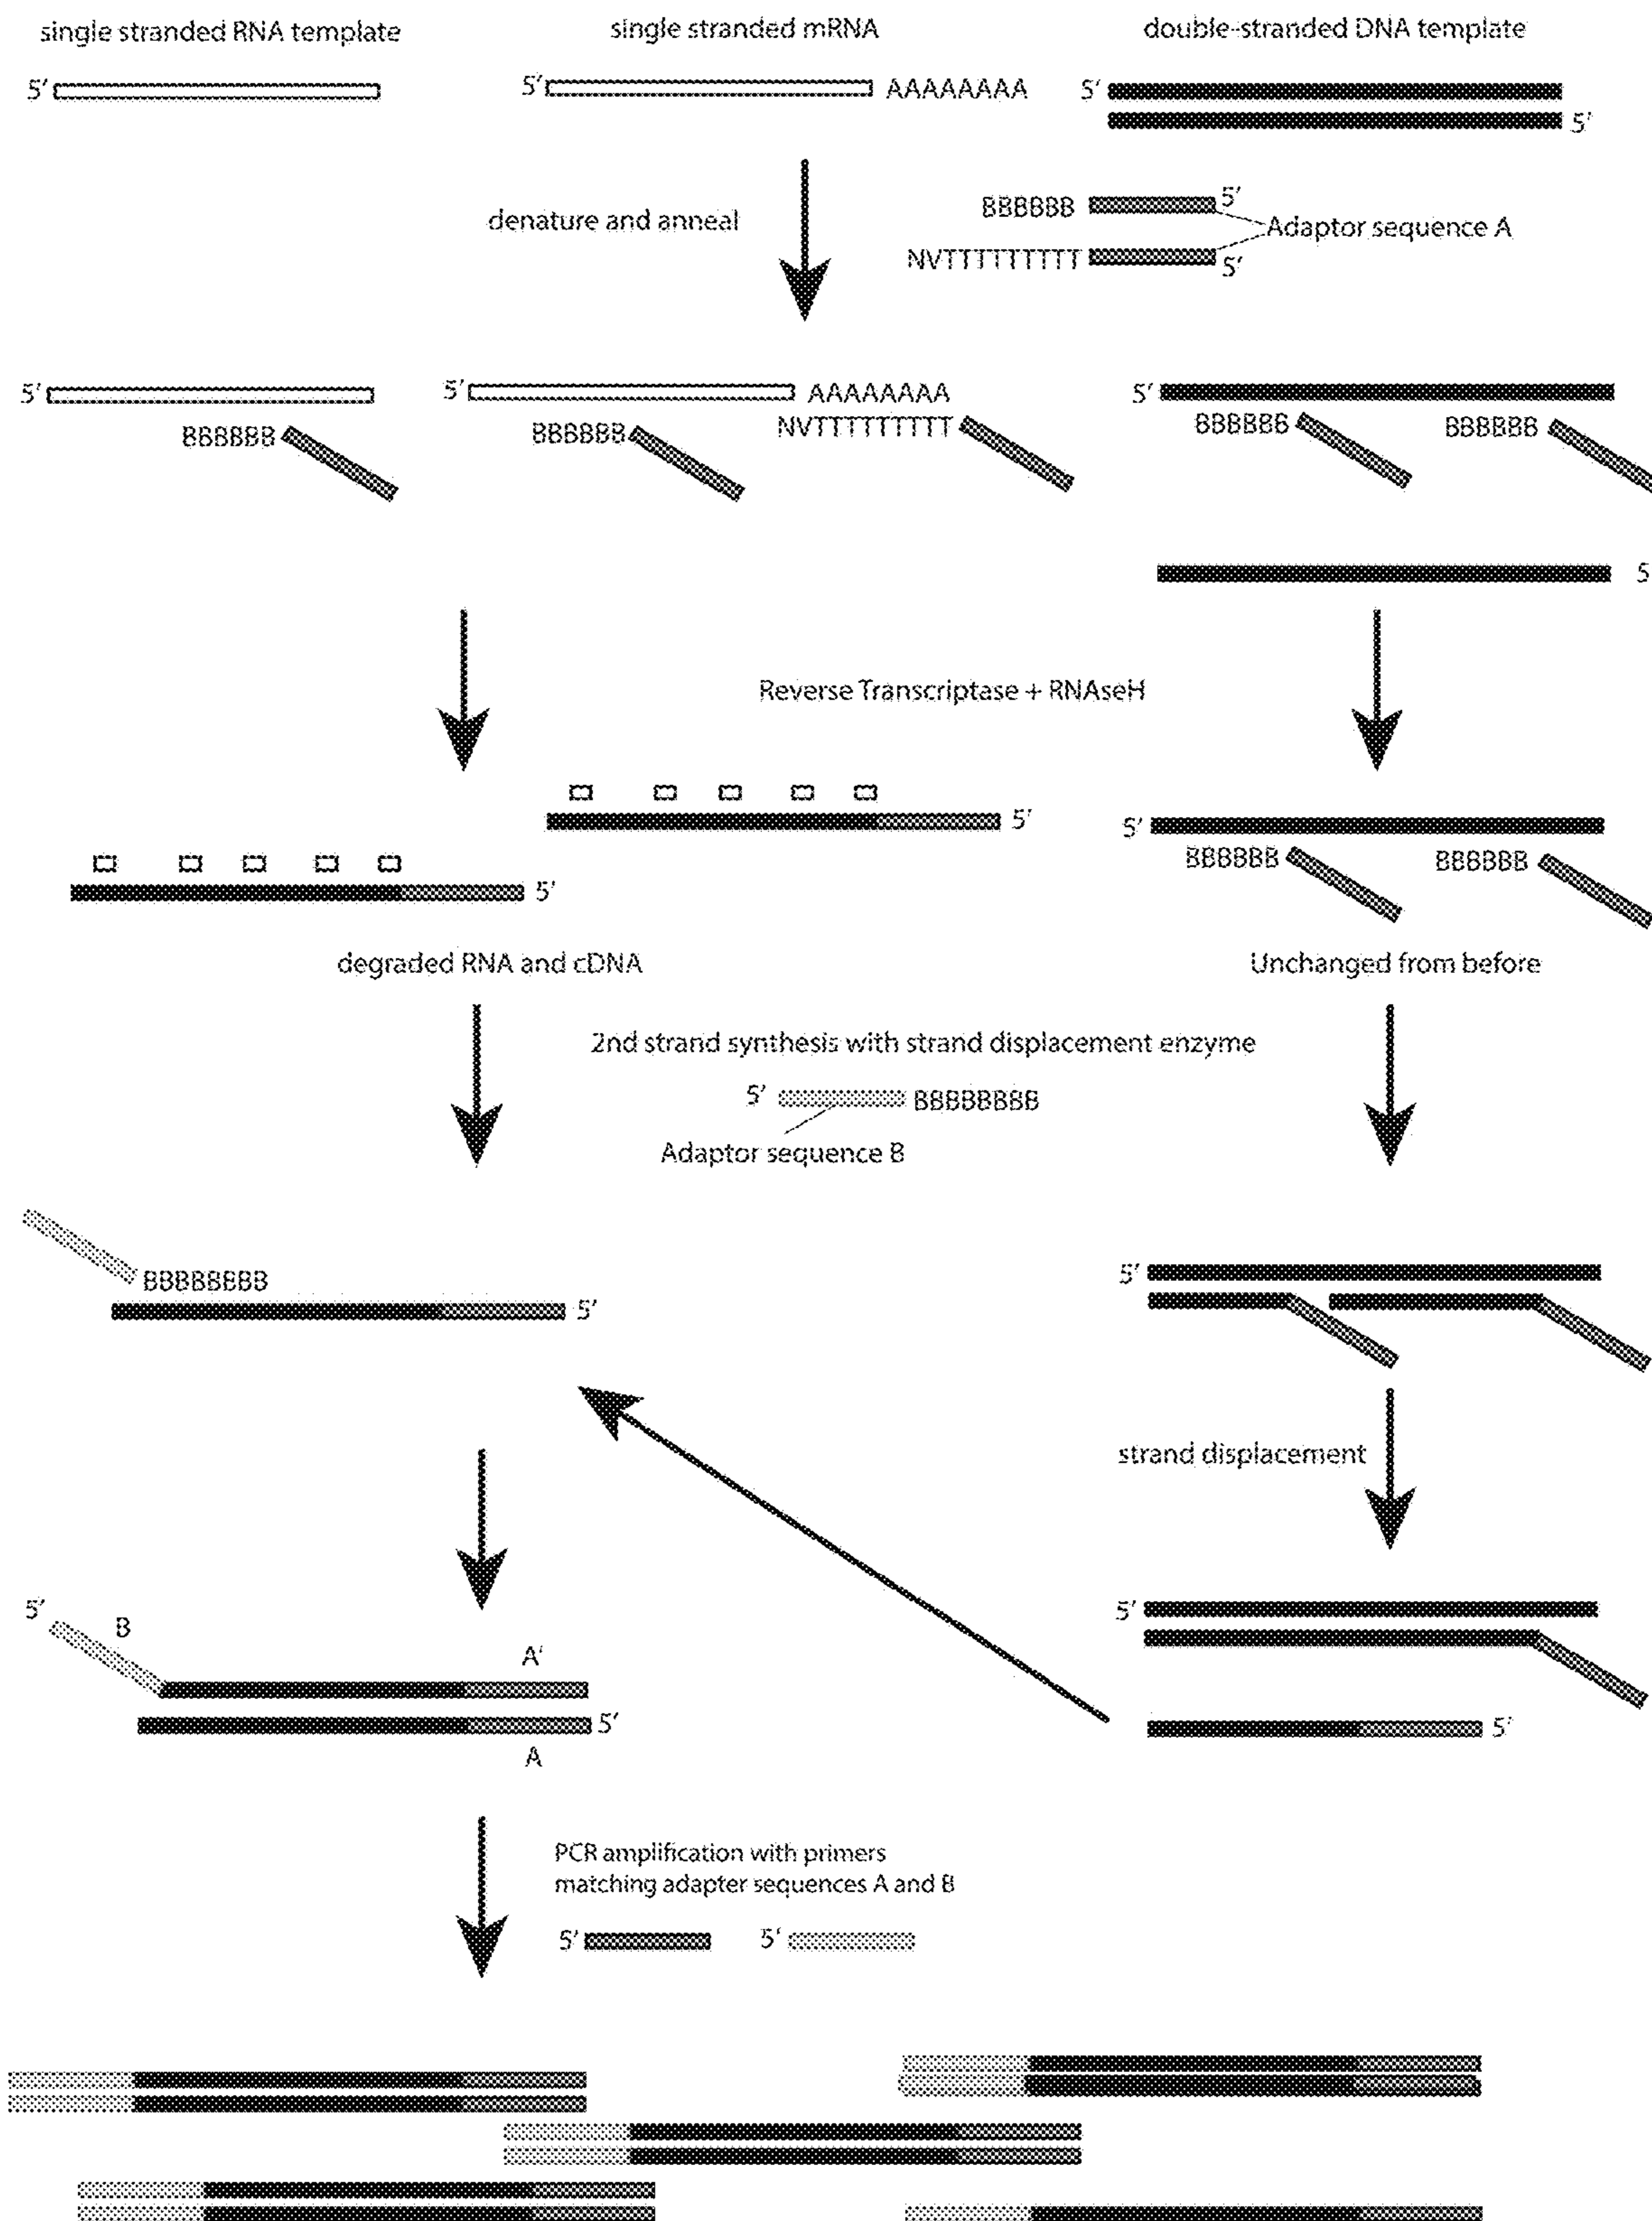 single stranded RNA template
single stranded mRNA
double-stranded DNA template
5'
5'
AAAAAAAA
5'
5'
denature and anneal
BBBBBB
5'
Adaptor sequence A
NVTTTTTTTTT
5'
5'
5'
AAAAAAAA
5'
BBBBBB
BBBBBB
NVTTTTTTTTT
BBBBBB
BBBBBB
5
Reverse Transcriptase + RNAseH
5'
5'
5'
BBBBBB
BBBBBB
degraded RNA and cDNA
Unchanged from before
2nd strand synthesis with strand displacement enzyme
5'
BBBBBBBB
Adaptor sequence B
BBBBBBBB
5'
5'
strand displacement
5'
B
A'
5'
5'
5'
A
PCR amplification with primers
matching adapter sequences A and B
5'
5'